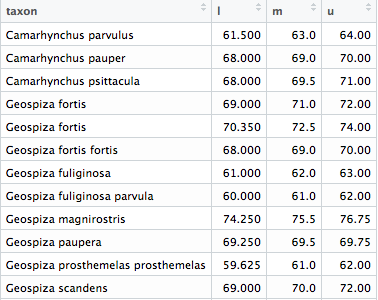 taxon l m u
Camarhynchus parvulus 61.500 63.0 64.00
Camarhynchus pauper 68.000 69.0 70.00
Camarhynchus psittacula 68.000 69.5 71.00
Geospiza fortis 69.000 71.0 72.00
Geospiza fortis 70.350 72.5 74.00
Geospiza fortis fortis 68.000 69.0 70.00
Geospiza fuliginosa 61.000 62.0 63.00
Geospiza fuliginosa parvula 60.000 61.0 62.00
Geospiza magnirostris 74.250 75.5 76.75
Geospiza paupera 69.250 69.5 69.75
Geospiza prosthemelas prosthemelas 59.625 61.0 62.00
Geospiza scandens 69.000 70.0 72.00